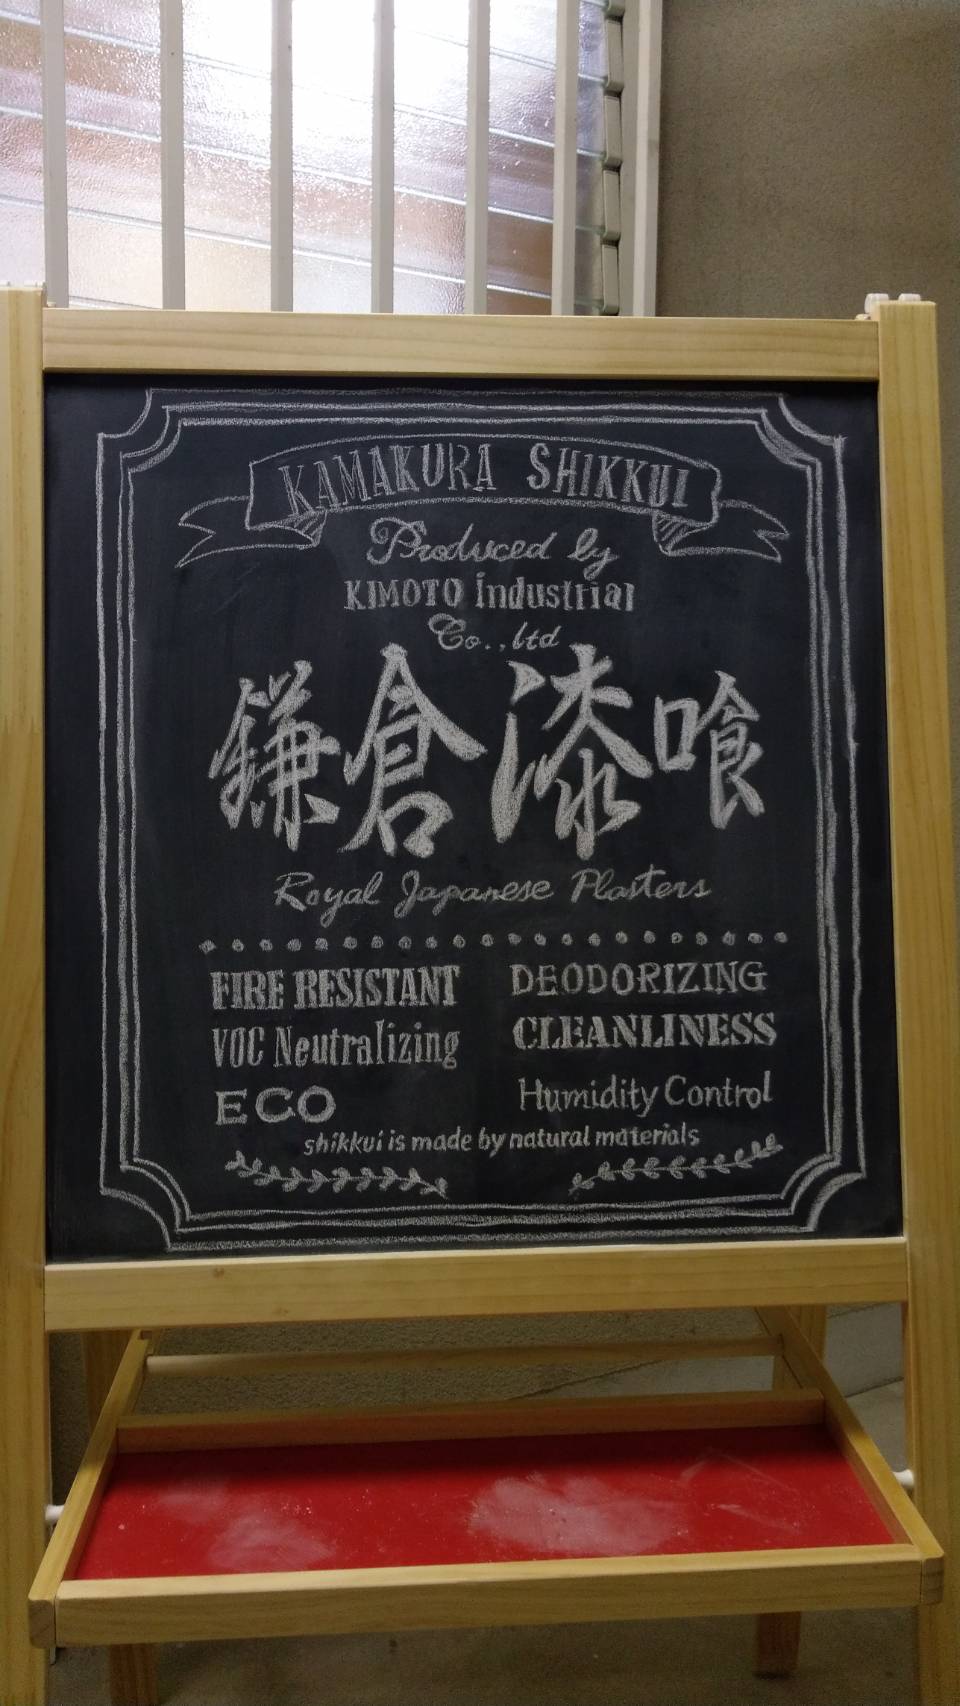 KAMAKURA SHIKKUI
Produced by
KIMOTO industrial
Co.,ltd
鎌倉漆喰
Royal Japanese Plasters
FIRE RESISTANT DEODORIZING
VOC Neutralizing CLEANLINESS
ECO Humidity Control
shikkui is made by natural materials